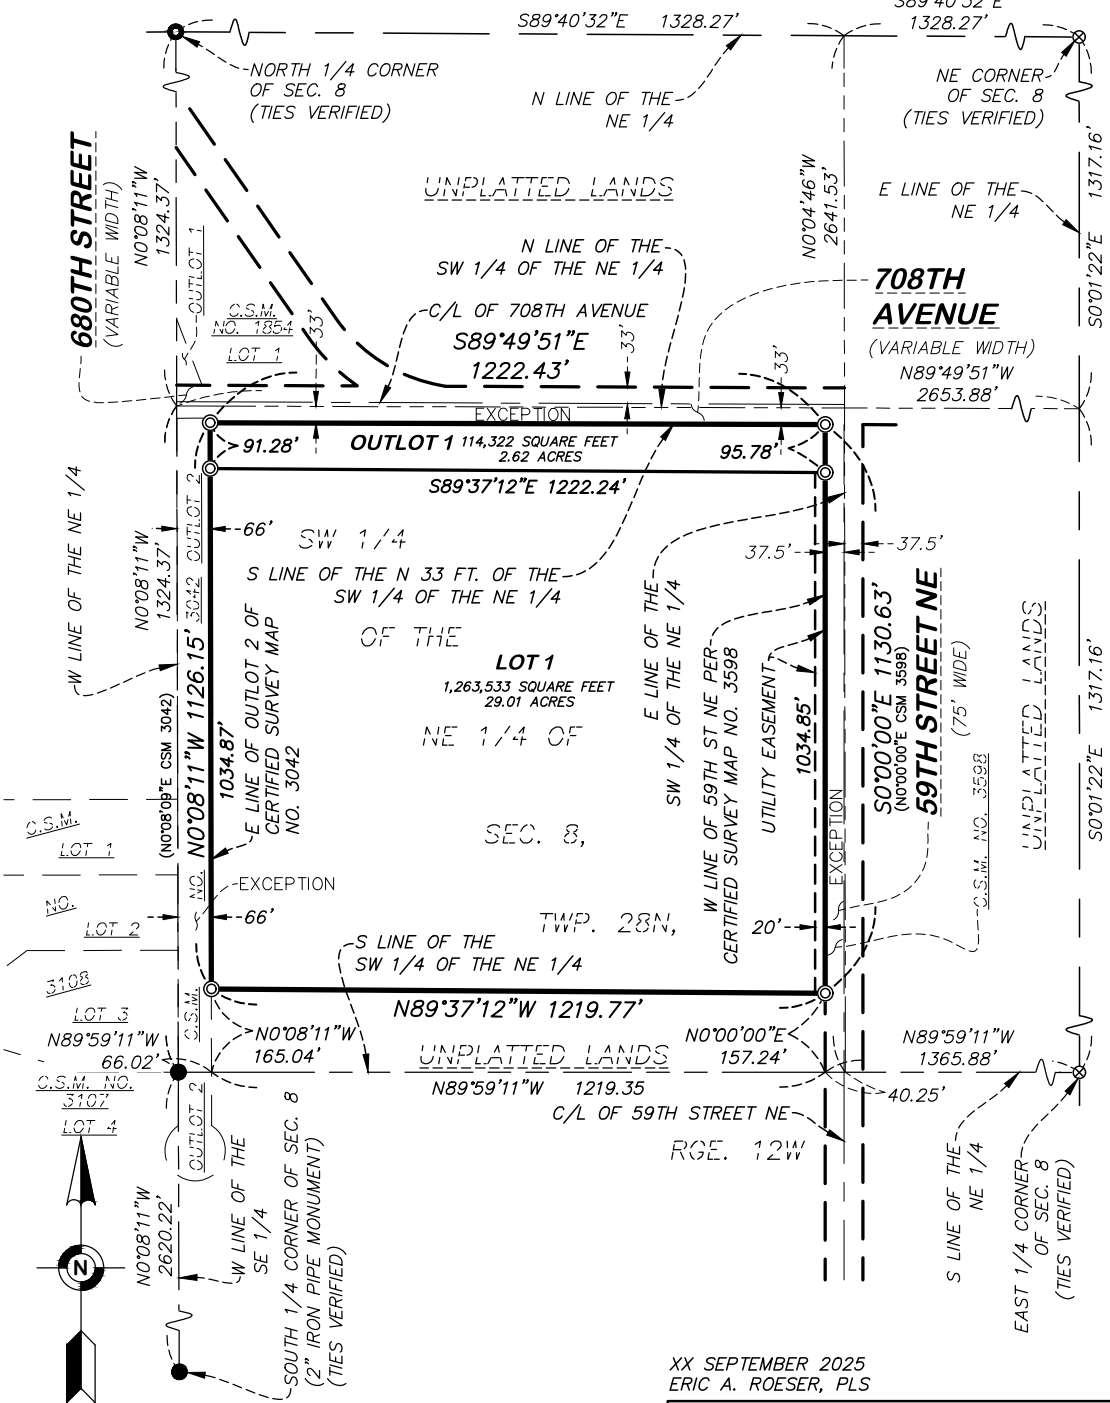 S89°40'32"E 1328.27'
S89°40'32"E
1328.27'
NORTH 1/4 CORNER
OF SEC. 8
(TIES VERIFIED)
N LINE OF THE
NE 1/4
NE CORNER
OF SEC. 8
(TIES VERIFIED)
680TH STREET
(VARIABLE WIDTH)
N0°08'11"W
1324.37'
OUTLOT 1
UNPLATTED LANDS
N0°04'46"W
2641.53'
E LINE OF THE
NE 1/4
S0°01'22"E 1317.16'
N LINE OF THE
SW 1/4 OF THE NE 1/4
C.S.M.
NO. 1854
LOT 1
33'
C/L OF 708TH AVENUE
S89°49'51"E
1222.43'
33'
33'
708TH
AVENUE
(VARIABLE WIDTH)
N89°49'51"W
2653.88'
EXCEPTION
91.28'
OUTLOT 1 114,322 SQUARE FEET
2.62 ACRES
95.78'
S89°37'12"E 1222.24'
W LINE OF THE NE 1/4
N0°08'11"W
1324.37'
3042 OUTLOT 2
66'
SW 1/4
S LINE OF THE N 33 FT. OF THE
SW 1/4 OF THE NE 1/4
37.5'
37.5'
OF THE
LOT 1
1,263,533 SQUARE FEET
29.01 ACRES
NE 1/4 OF
(N0°08'09"E CSM 3042)
N0°08'11"W 1126.15'
1034.87'
E LINE OF OUTLOT 2 OF
CERTIFIED SURVEY MAP
NO. 3042
E LINE OF THE
SW 1/4 OF THE NE 1/4
W LINE OF 59TH ST NE PER
CERTIFIED SURVEY MAP NO. 3598
UTILITY EASEMENT
1034.85'
EXCEPTION
S0°00'00"E 1130.63'
(N0°00'00"E CSM 3598)
59TH STREET NE
(75' WIDE)
C.S.M. NO. 3598
UNPLATTED LANDS
S0°01'22"E 1317.16'
C.S.M.
LOT 1
NO.
LOT 2
3108
LOT 3
SEC. 8,
NO.
EXCEPTION
66'
TWP. 28N,
20'
S LINE OF THE
SW 1/4 OF THE NE 1/4
N89°37'12"W 1219.77'
C.S.M.
N89°59'11"W
66.02'
N0°08'11"W
165.04'
UNPLATTED LANDS
N0°00'00"E
157.24'
N89°59'11"W
1365.88'
C.S.M. NO.
3107
LOT 4
N89°59'11"W 1219.35
40.25'
C/L OF 59TH STREET NE
OUTLOT 2
RGE. 12W
N0°08'11"W
2620.22'
W LINE OF THE
SE 1/4
SOUTH 1/4 CORNER OF SEC. 8
(2" IRON PIPE MONUMENT)
(TIES VERIFIED)
S LINE OF THE
NE 1/4
EAST 1/4 CORNER
OF SEC. 8
(TIES VERIFIED)
N
XX SEPTEMBER 2025
ERIC A. ROESER, PLS